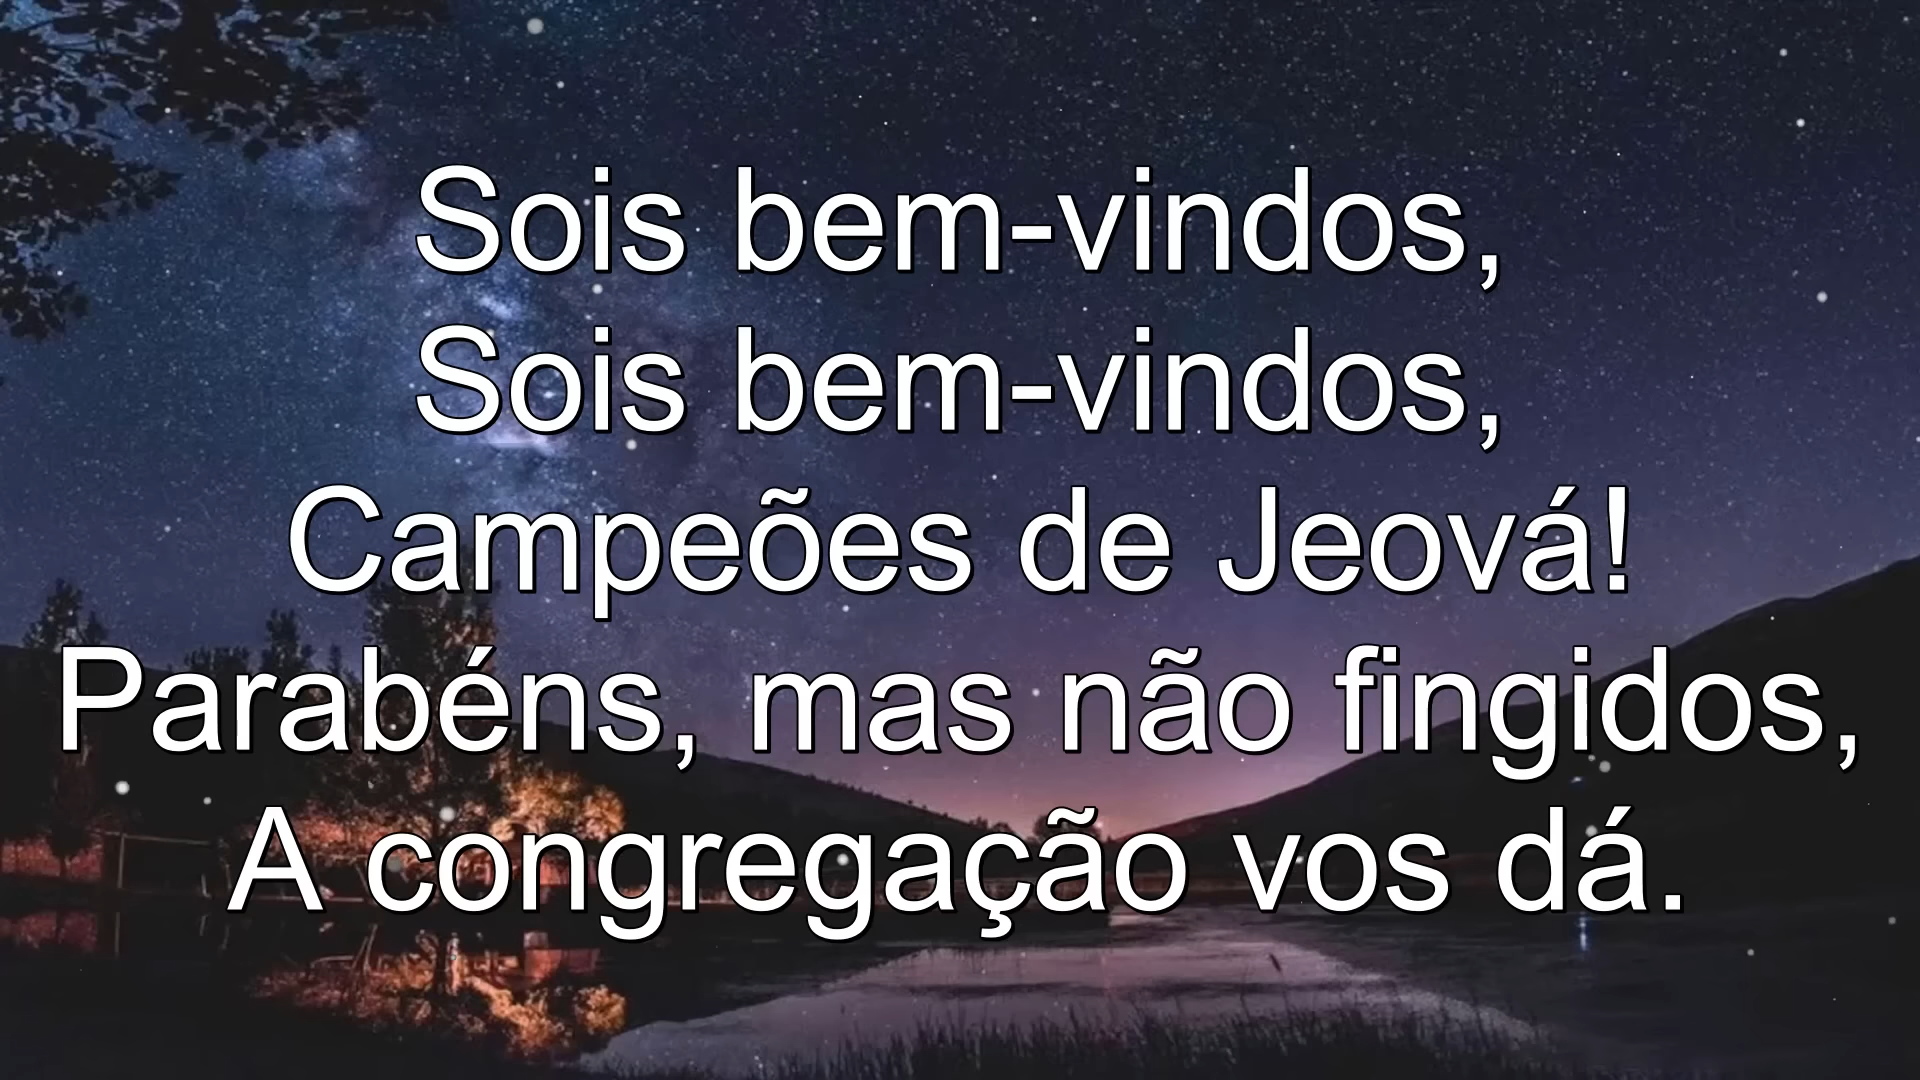 Sois bem-vindos,
Sois bem-vindos,
Campeões de Jeová!
Parabéns, mas não fingidos,
A congregação vos dá.